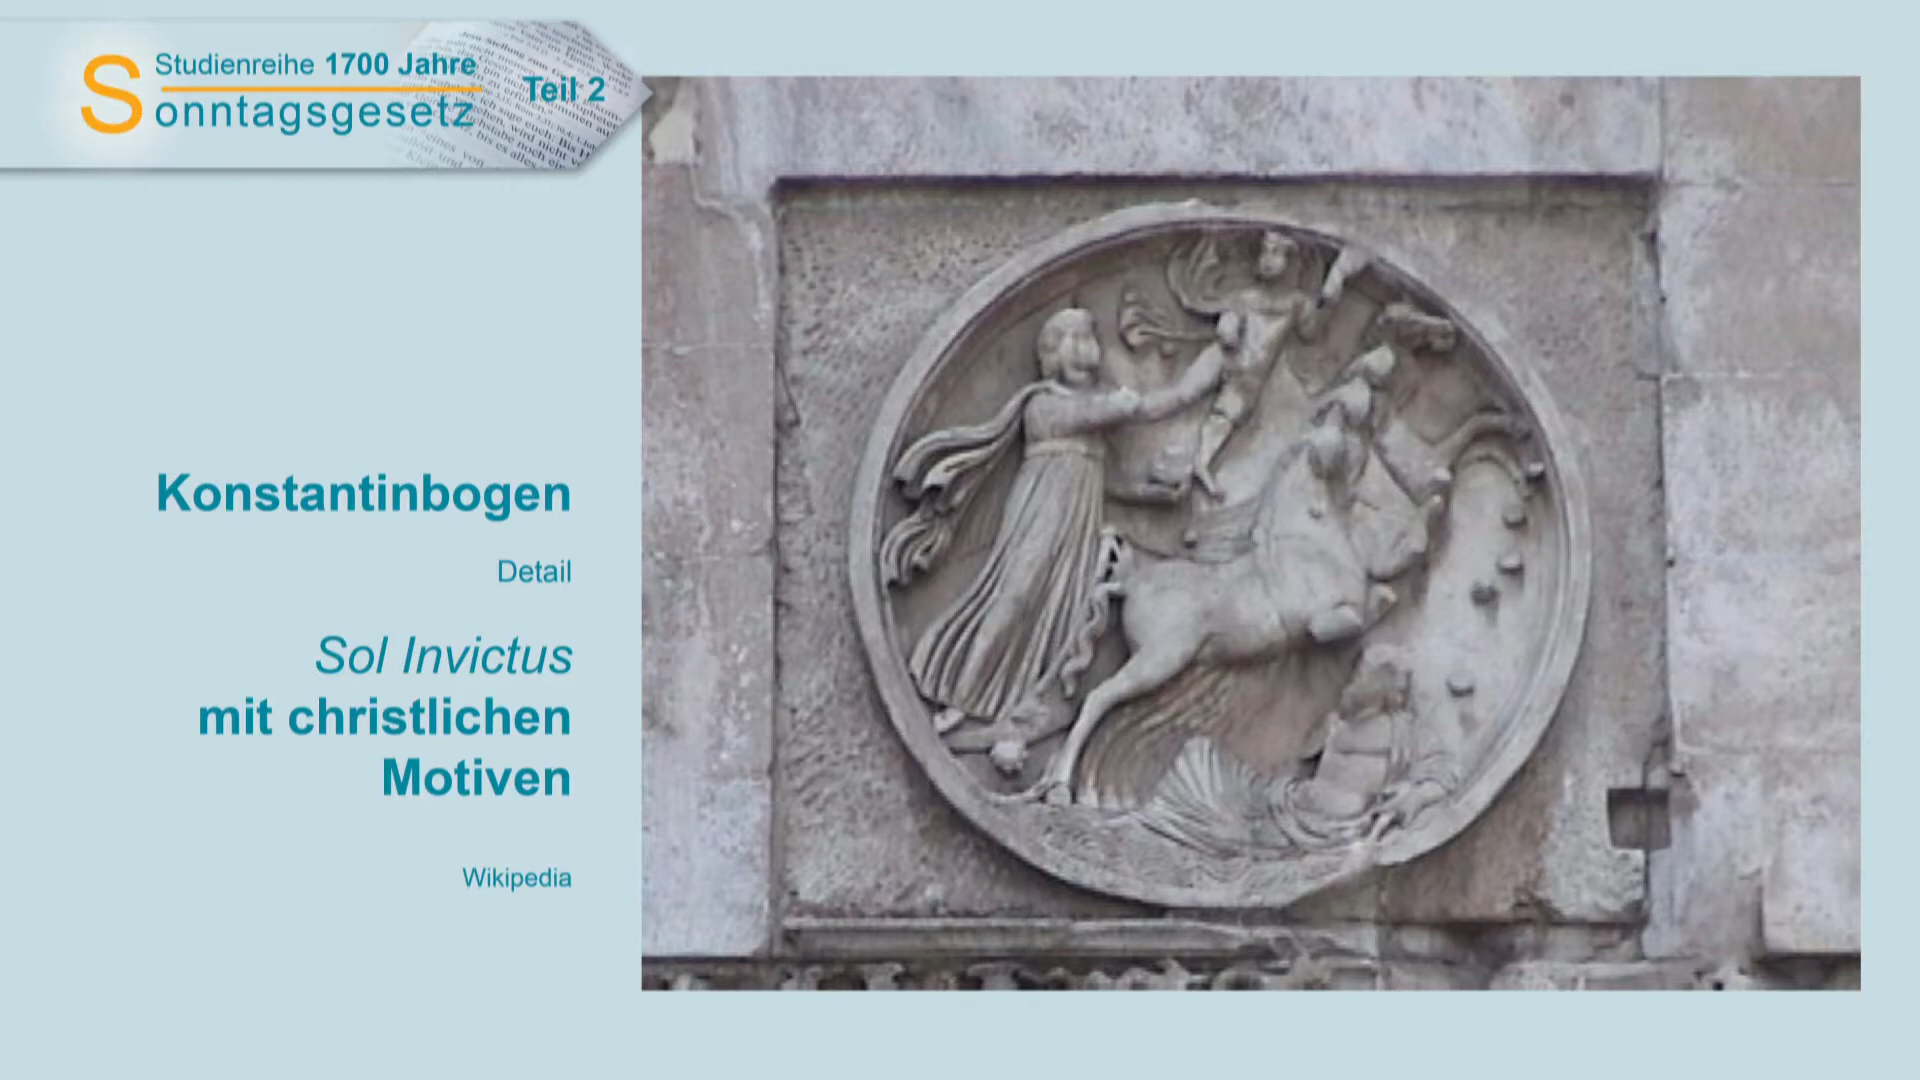 Studienreihe 1700 Jahre
Sonntagsgesetz
Teil 2
Konstantinbogen
Detail
Sol Invictus
mit christlichen
Motiven
Wikipedia